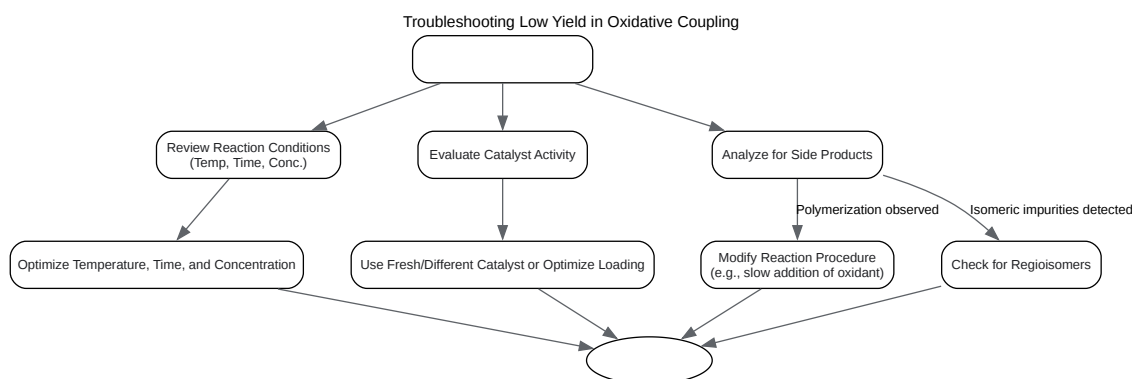 Troubleshooting Low Yield in Oxidative Coupling
Review Reaction Conditions
(Temp, Time, Conc.)
Evaluate Catalyst Activity
Analyze for Side Products
Polymerization observed
Isomeric impurities detected
Optimize Temperature, Time, and Concentration
Use Fresh/Different Catalyst or Optimize Loading
Modify Reaction Procedure
(e.g., slow addition of oxidant)
Check for Regioisomers